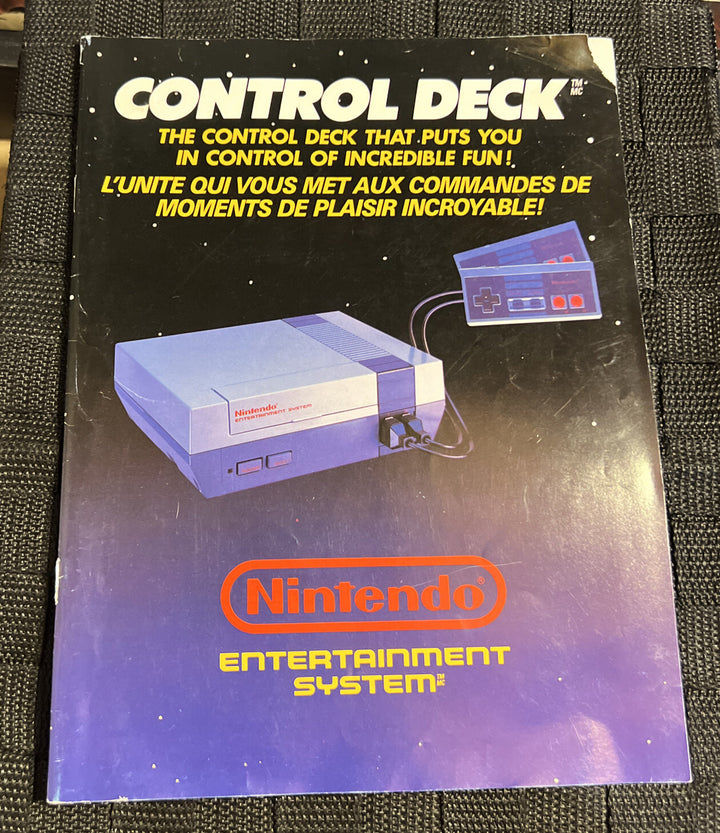 CONTROL DECK™ MC
THE CONTROL DECK THAT PUTS YOU
IN CONTROL OF INCREDIBLE FUN!
L'UNITE QUI VOUS MET AUX COMMANDES DE
MOMENTS DE PLAISIR INCROYABLE!
Nintendo
Nintendo
ENTERTAINMENT SYSTEM
Nintendo®
ENTERTAINMENT
SYSTEM™ MC